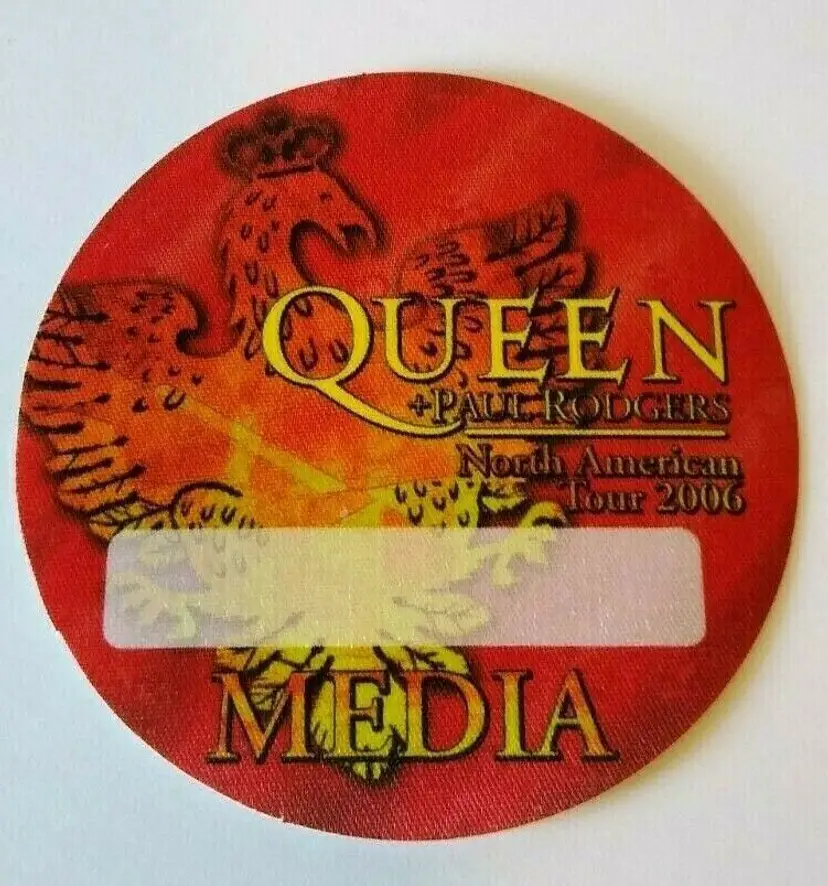 QUEEN
+PAUL RODGERS
North American
Tour 2006
MEDIA